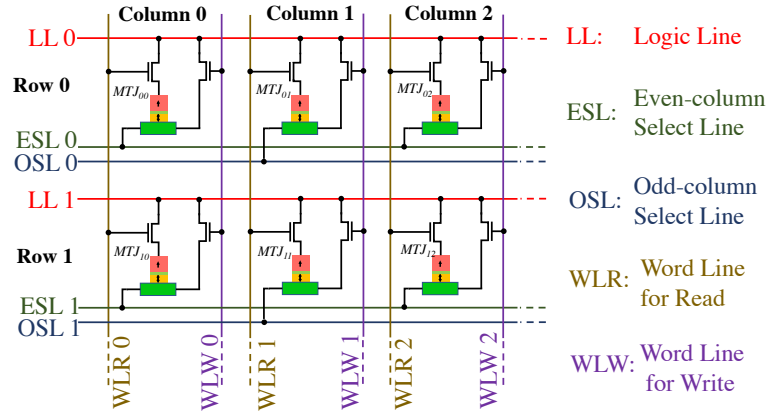 Column 0 Column 1 Column 2
LL 0
Row 0
MTJ00 MTJ01 MTJ02
ESL 0
OSL 0
LL 1
Row 1
MTJ10 MTJ11 MTJ12
ESL 1
OSL 1
WLR 0 WLW 0 WLR 1 WLW 1 WLR 2 WLW 2
LL: Logic Line
ESL: Even-column
Select Line
OSL: Odd-column
Select Line
WLR: Word Line
for Read
WLW: Word Line
for Write